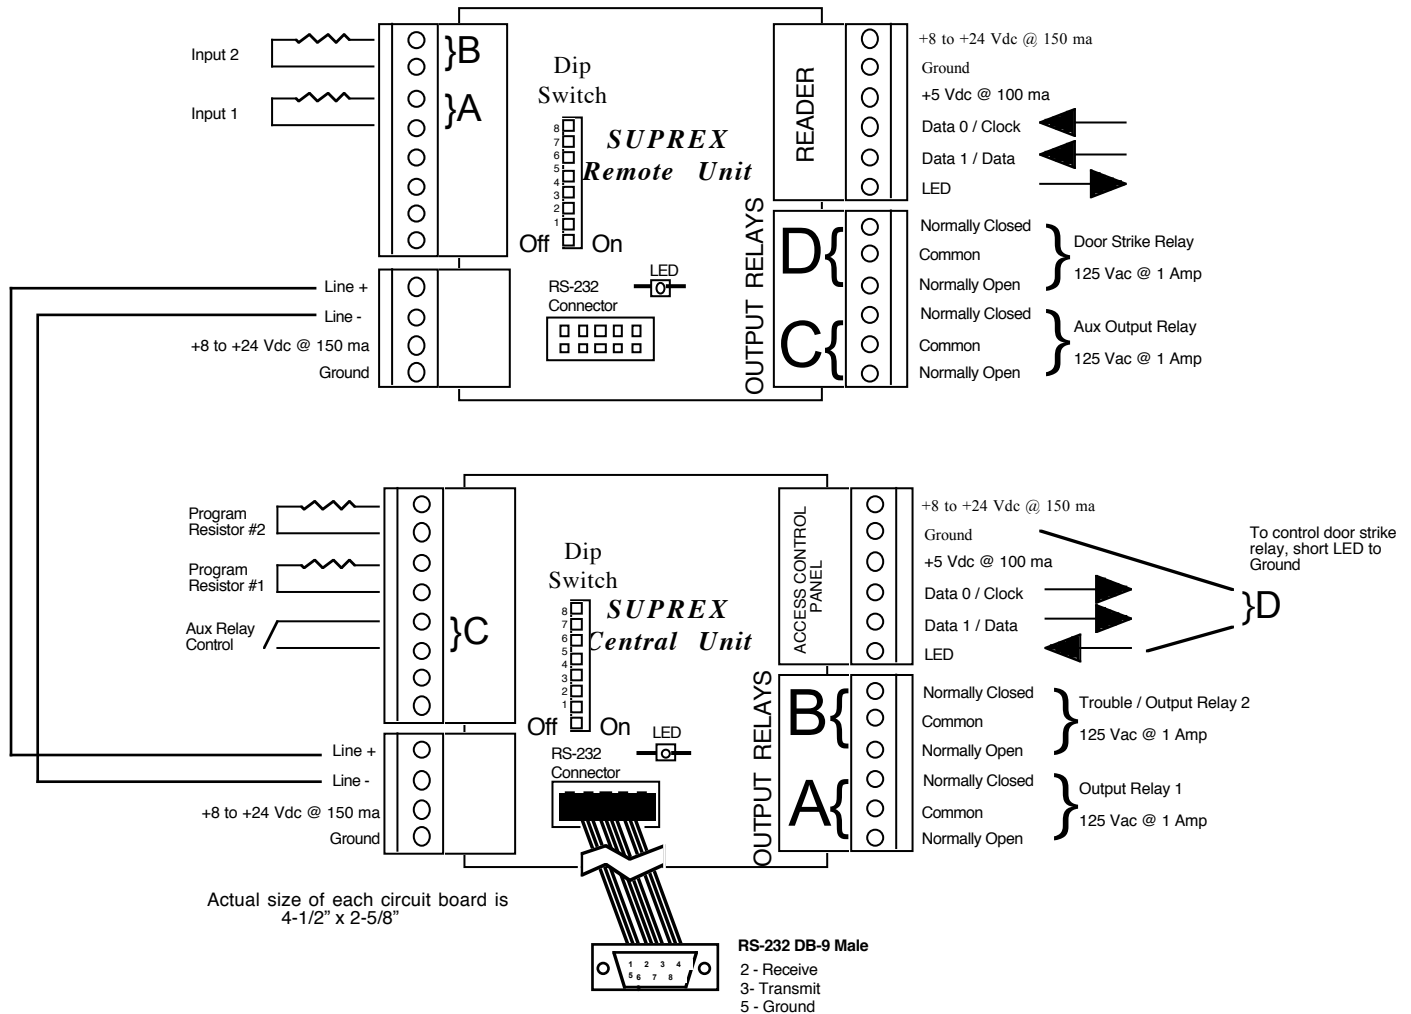 Input 2
Input 1
}B
}A
Dip
Switch
8
7
6
5
4
3
2
1
Off
On
SUPREX
Remote Unit
LED
RS-232
Connector
READER
+8 to +24 Vdc @ 150 ma
Ground
+5 Vdc @ 100 ma
Data 0 / Clock
Data 1 / Data
LED
OUTPUT RELAYS
D{
C{
Normally Closed
Common
Normally Open
Normally Closed
Common
Normally Open
Door Strike Relay
125 Vac @ 1 Amp
Aux Output Relay
125 Vac @ 1 Amp
Line +
Line -
+8 to +24 Vdc @ 150 ma
Ground
Program
Resistor #2
Program
Resistor #1
Aux Relay
Control
}C
Dip
Switch
8
7
6
5
4
3
2
1
Off
On
SUPREX
Central Unit
LED
RS-232
Connector
ACCESS CONTROL
PANEL
+8 to +24 Vdc @ 150 ma
Ground
+5 Vdc @ 100 ma
Data 0 / Clock
Data 1 / Data
LED
}D
To control door strike
relay, short LED to
Ground
OUTPUT RELAYS
B{
A{
Normally Closed
Common
Normally Open
Normally Closed
Common
Normally Open
Trouble / Output Relay 2
125 Vac @ 1 Amp
Output Relay 1
125 Vac @ 1 Amp
Line +
Line -
+8 to +24 Vdc @ 150 ma
Ground
Actual size of each circuit board is
4-1/2” x 2-5/8”
1 2 3 4
5 6 7 8
RS-232 DB-9 Male
2 - Receive
3- Transmit
5 - Ground